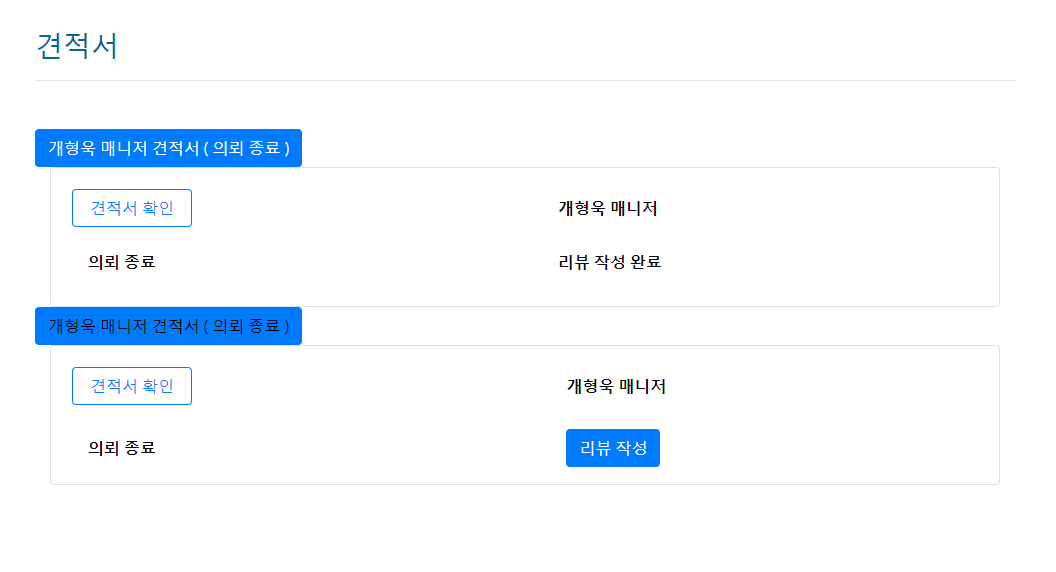 견적서
개형욱 매니저 견적서 ( 의뢰 종료 )
견적서 확인 개형욱 매니저
의뢰 종료 리뷰 작성 완료
개형욱 매니저 견적서 ( 의뢰 종료 )
견적서 확인 개형욱 매니저
의뢰 종료 리뷰 작성